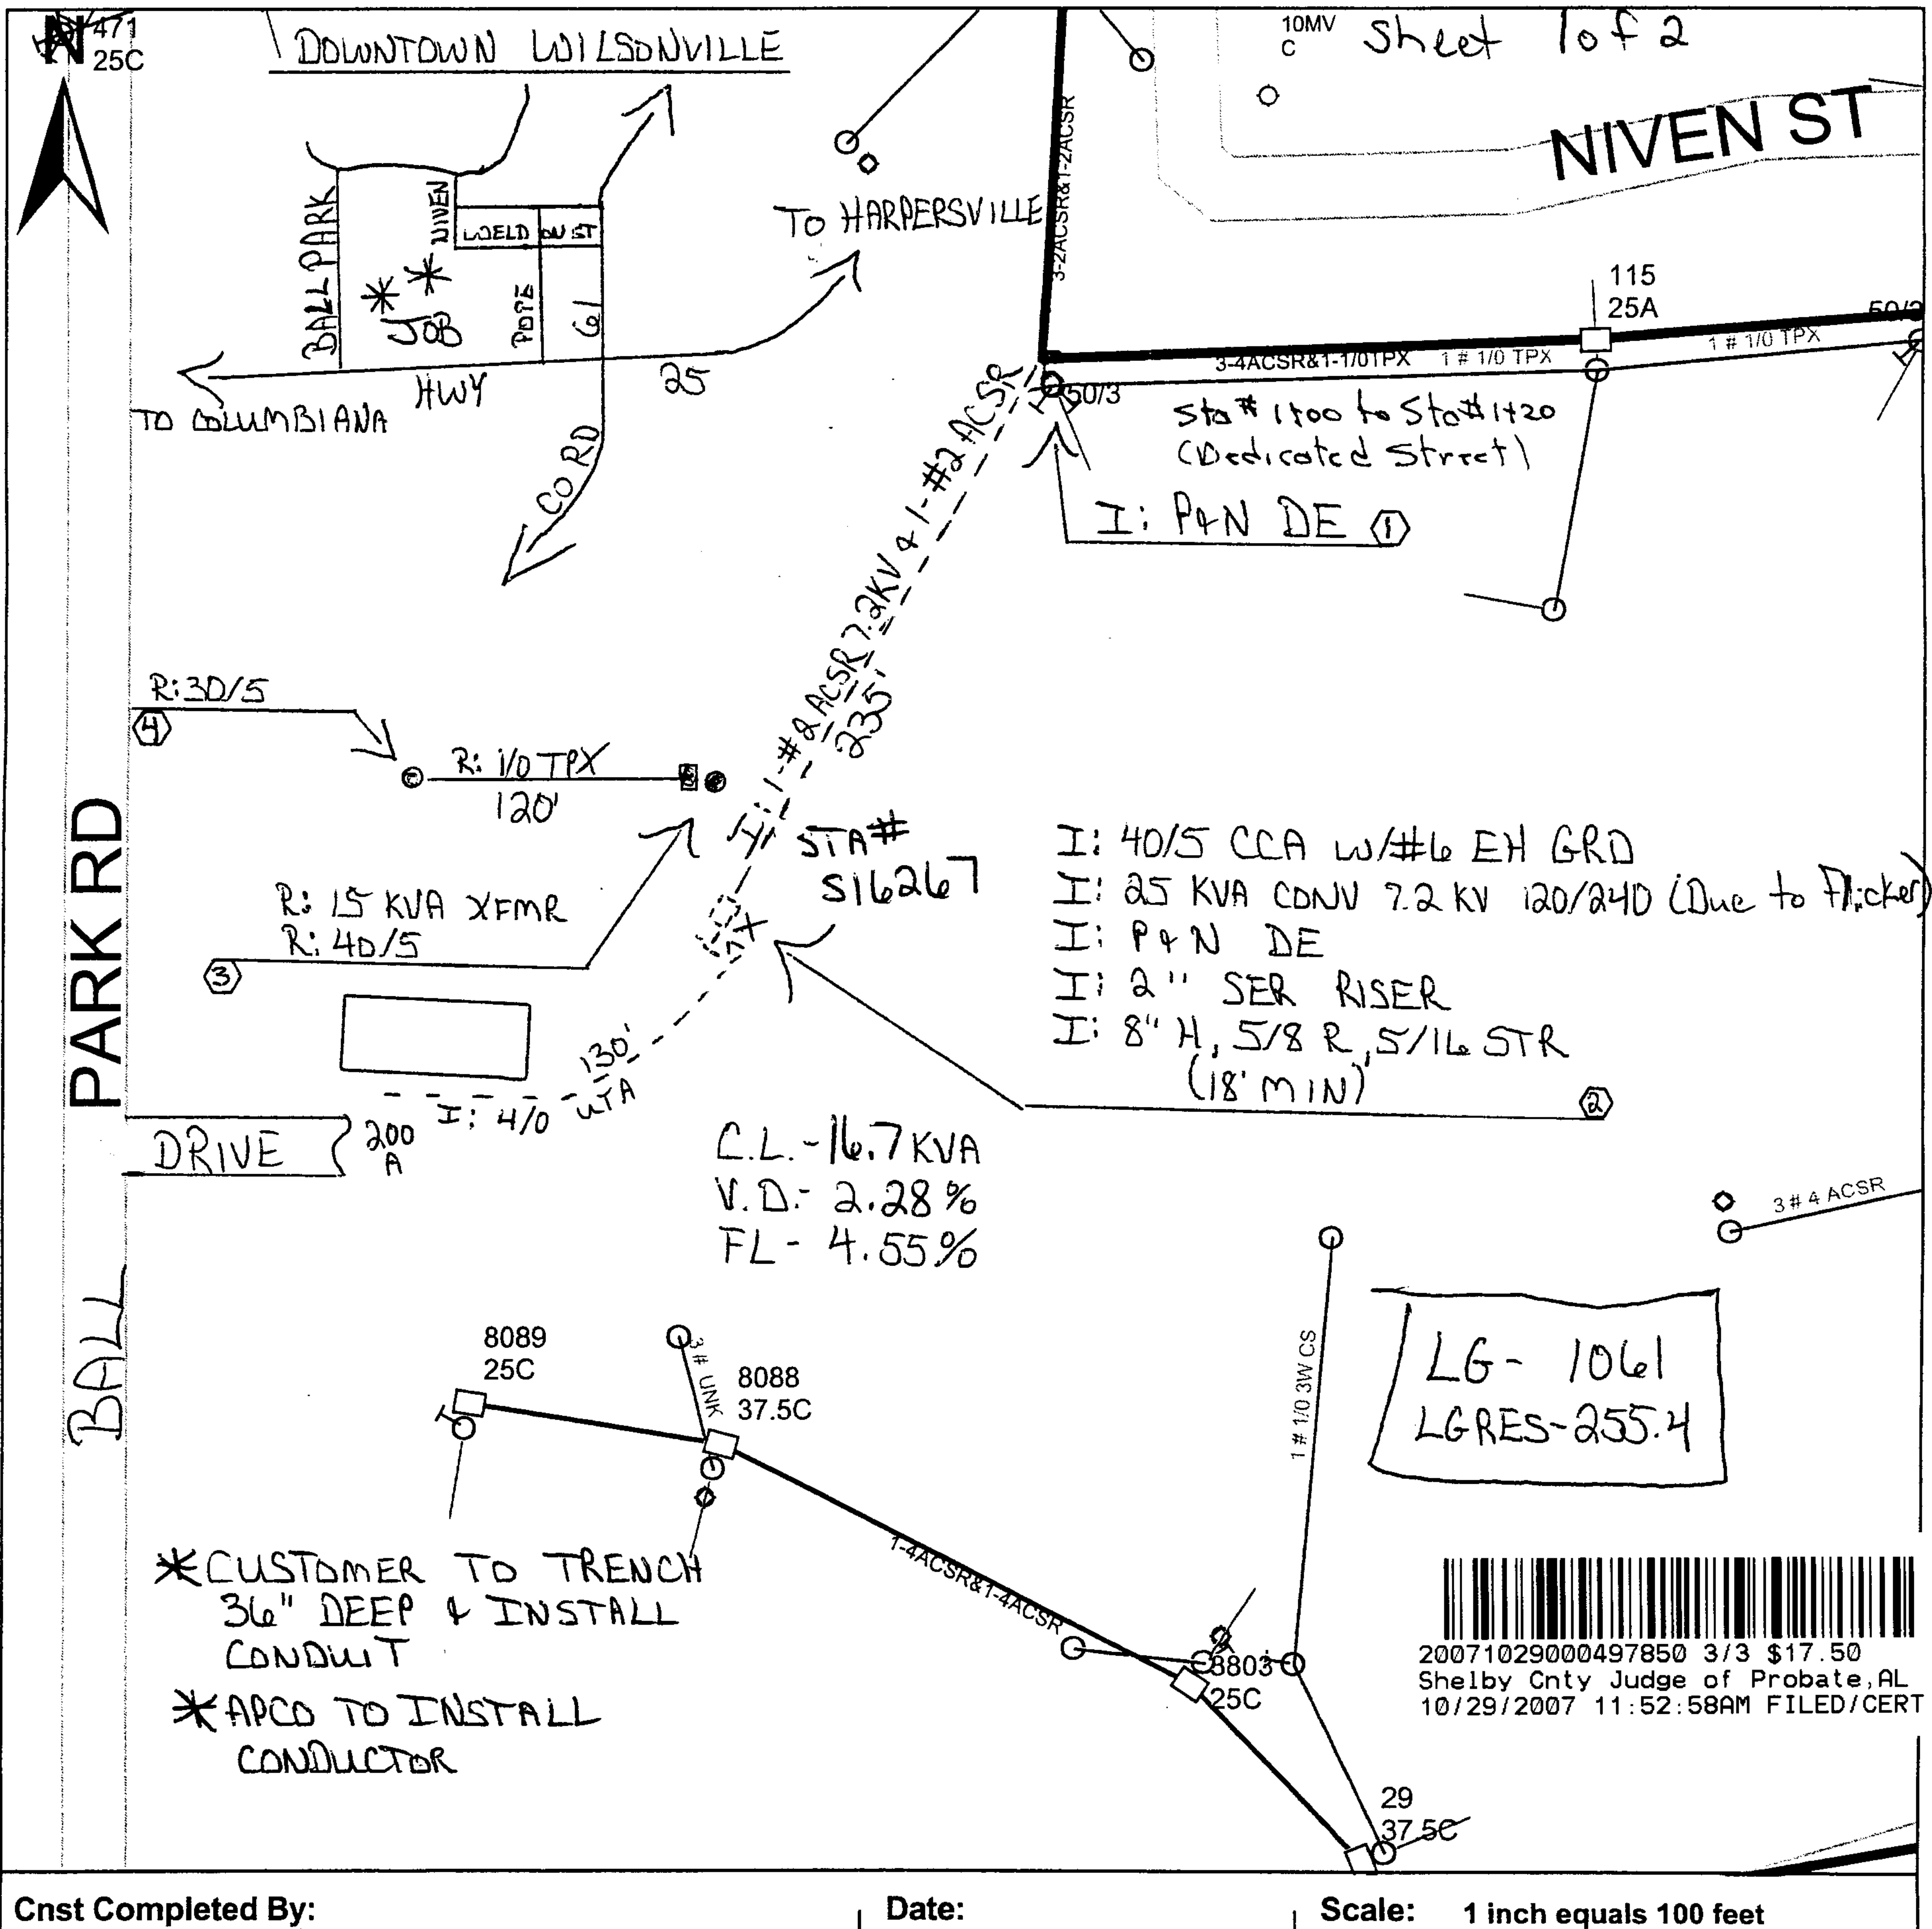 N
471
25C
DOWNTOWN WILSONVILLE
10MV
C
Sheet 1 of 2
NIVEN ST
BALL PARK
NIVEN
WELD ON ST
POPE
61
JOB
TO HARPERSVILLE
HWY 25
TO COLUMBIANA
CO RD
3-2ACSR&1-2ACSR
115
25A
50/3
3-4ACSR&1-1/0TPX
1 # 1/0 TPX
1 # 1/0 TPX
50/3
Sta# 1+00 to Sta# 1+20
(Dedicated Street)
I: P&N DE 1
I: 1-#2 ACSR 7.2KV & 1-#2 ACSR
235'
R: 30/5
4
R: 1/0 TPX
120'
STA#
S16267
R: 15 KVA XFMR
R: 40/5
3
I: 40/5 CCA W/#6 EH GRD
I: 25 KVA CONV 7.2 KV 120/240 (Due to Flicker)
I: P&N DE
I: 2" SER RISER
I: 8" H, 5/8 R, 5/16 STR
(18' MIN)
2
130'
I: 4/0 UTA
200
A
DRIVE
BALL PARK RD
C.L.-16.7 KVA
V.D.- 2.28%
FL- 4.55%
3 # 4 ACSR
8089
25C
3 # UNK
8088
37.5C
1 # 1/0 3W CS
LG- 1061
LGRES-255.4
1-4ACSR&1-4ACSR
*CUSTOMER TO TRENCH
36" DEEP & INSTALL
CONDUIT
*APCO TO INSTALL
CONDUCTOR
25C
20071029000497850 3/3 $17.50
Shelby Cnty Judge of Probate,AL
10/29/2007 11:52:58AM FILED/CERT
29
37.5C
Cnst Completed By:
Date:
Scale: 1 inch equals 100 feet